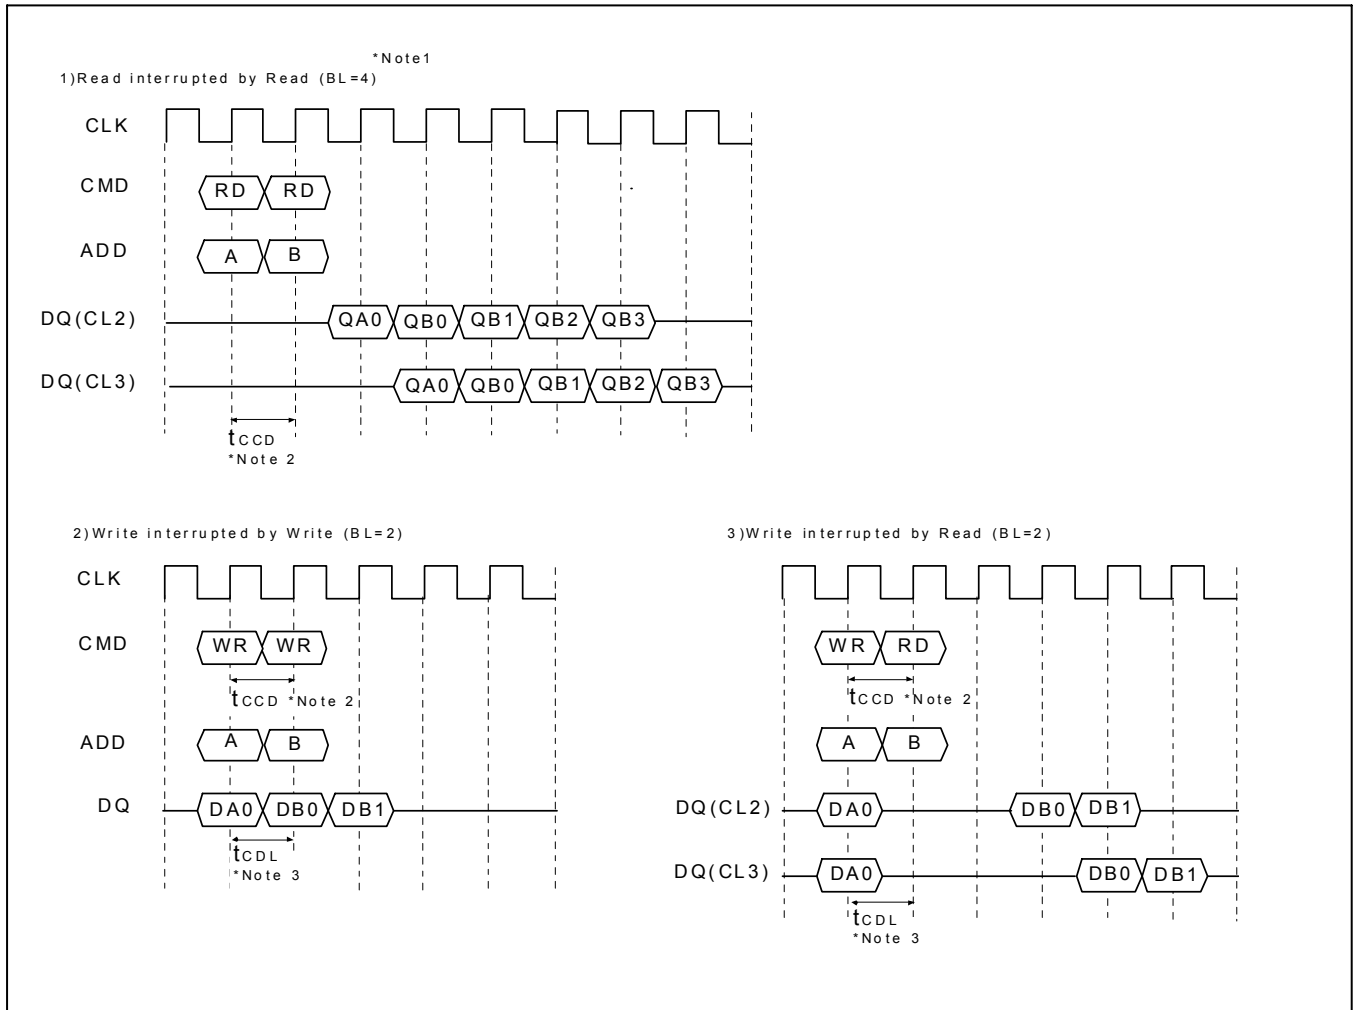 *Note1
1)Read interrupted by Read (BL=4)
CLK
CMD RD RD
ADD A B
DQ(CL2) QA0 QB0 QB1 QB2 QB3
DQ(CL3) QA0 QB0 QB1 QB2 QB3
tCCD
*Note 2
2)Write interrupted by Write (BL=2)
CLK
CMD WR WR
tCCD *Note 2
ADD A B
DQ DA0 DB0 DB1
tCDL
*Note 3
3)Write interrupted by Read (BL=2)
WR RD
tCCD *Note 2
A B
DQ(CL2) DA0 DB0 DB1
DQ(CL3) DA0 DB0 DB1
tCDL
*Note 3